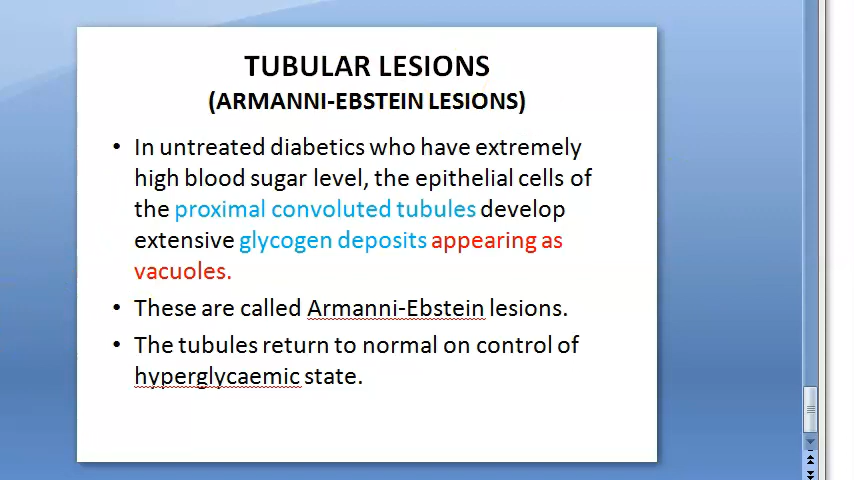 TUBULAR LESIONS
(ARMANNI-EBSTEIN LESIONS)
• In untreated diabetics who have extremely
high blood sugar level, the epithelial cells of
the proximal convoluted tubules develop
extensive glycogen deposits appearing as
vacuoles.
• These are called Armanni-Ebstein lesions.
• The tubules return to normal on control of
hyperglycaemic state.